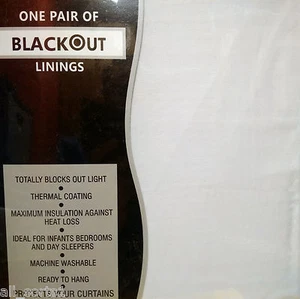 ONE PAIR OF
BLACKOUT
LININGS
TOTALLY BLOCKS OUT LIGHT
THERMAL COATING
MAXIMUM INSULATION AGAINST
HEAT LOSS
IDEAL FOR INFANTS BEDROOMS
AND DAY SLEEPERS
MACHINE WASHABLE
READY TO HANG
YOUR CURTAINS